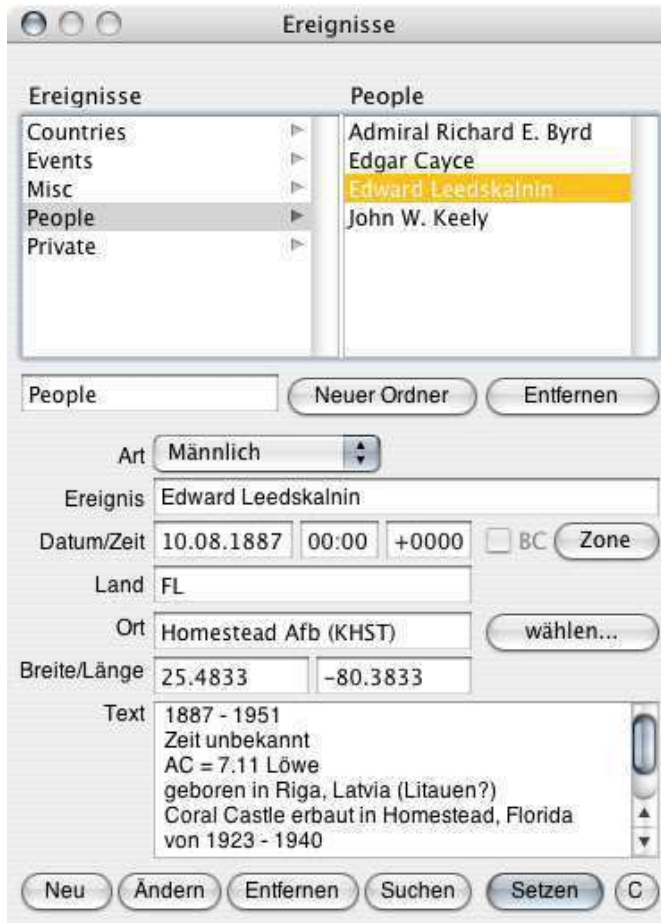 Ereignisse
Ereignisse People
Countries Admiral Richard E. Byrd
Events Edgar Cayce
Misc Edward Leedskalnin
People John W. Keely
Private
People Neuer Ordner Entfernen
Art Männlich
Ereignis Edward Leedskalnin
Datum/Zeit 10.08.1887 00:00 +0000 BC Zone
Land FL
Ort Homestead Afb (KHST) wählen...
Breite/Länge 25.4833 -80.3833
Text 1887 - 1951
Zeit unbekannt
AC = 7.11 Löwe
geboren in Riga, Latvia (Litauen?)
Coral Castle erbaut in Homestead, Florida
von 1923 - 1940
Neu Ändern Entfernen Suchen Setzen C